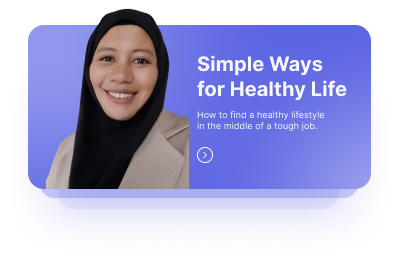 Simple Ways
for Healthy Life
How to find a healthy lifestyle
in the middle of a tough job.